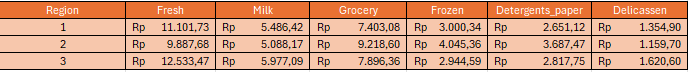 Region Fresh Milk Grocery Frozen Detergents_paper Delicassen
1 Rp 11.101,73 Rp 5.486,42 Rp 7.403,08 Rp 3.000,34 Rp 2.651,12 Rp 1.354,90
2 Rp 9.887,68 Rp 5.088,17 Rp 9.218,60 Rp 4.045,36 Rp 3.687,47 Rp 1.159,70
3 Rp 12.533,47 Rp 5.977,09 Rp 7.896,36 Rp 2.944,59 Rp 2.817,75 Rp 1.620,60